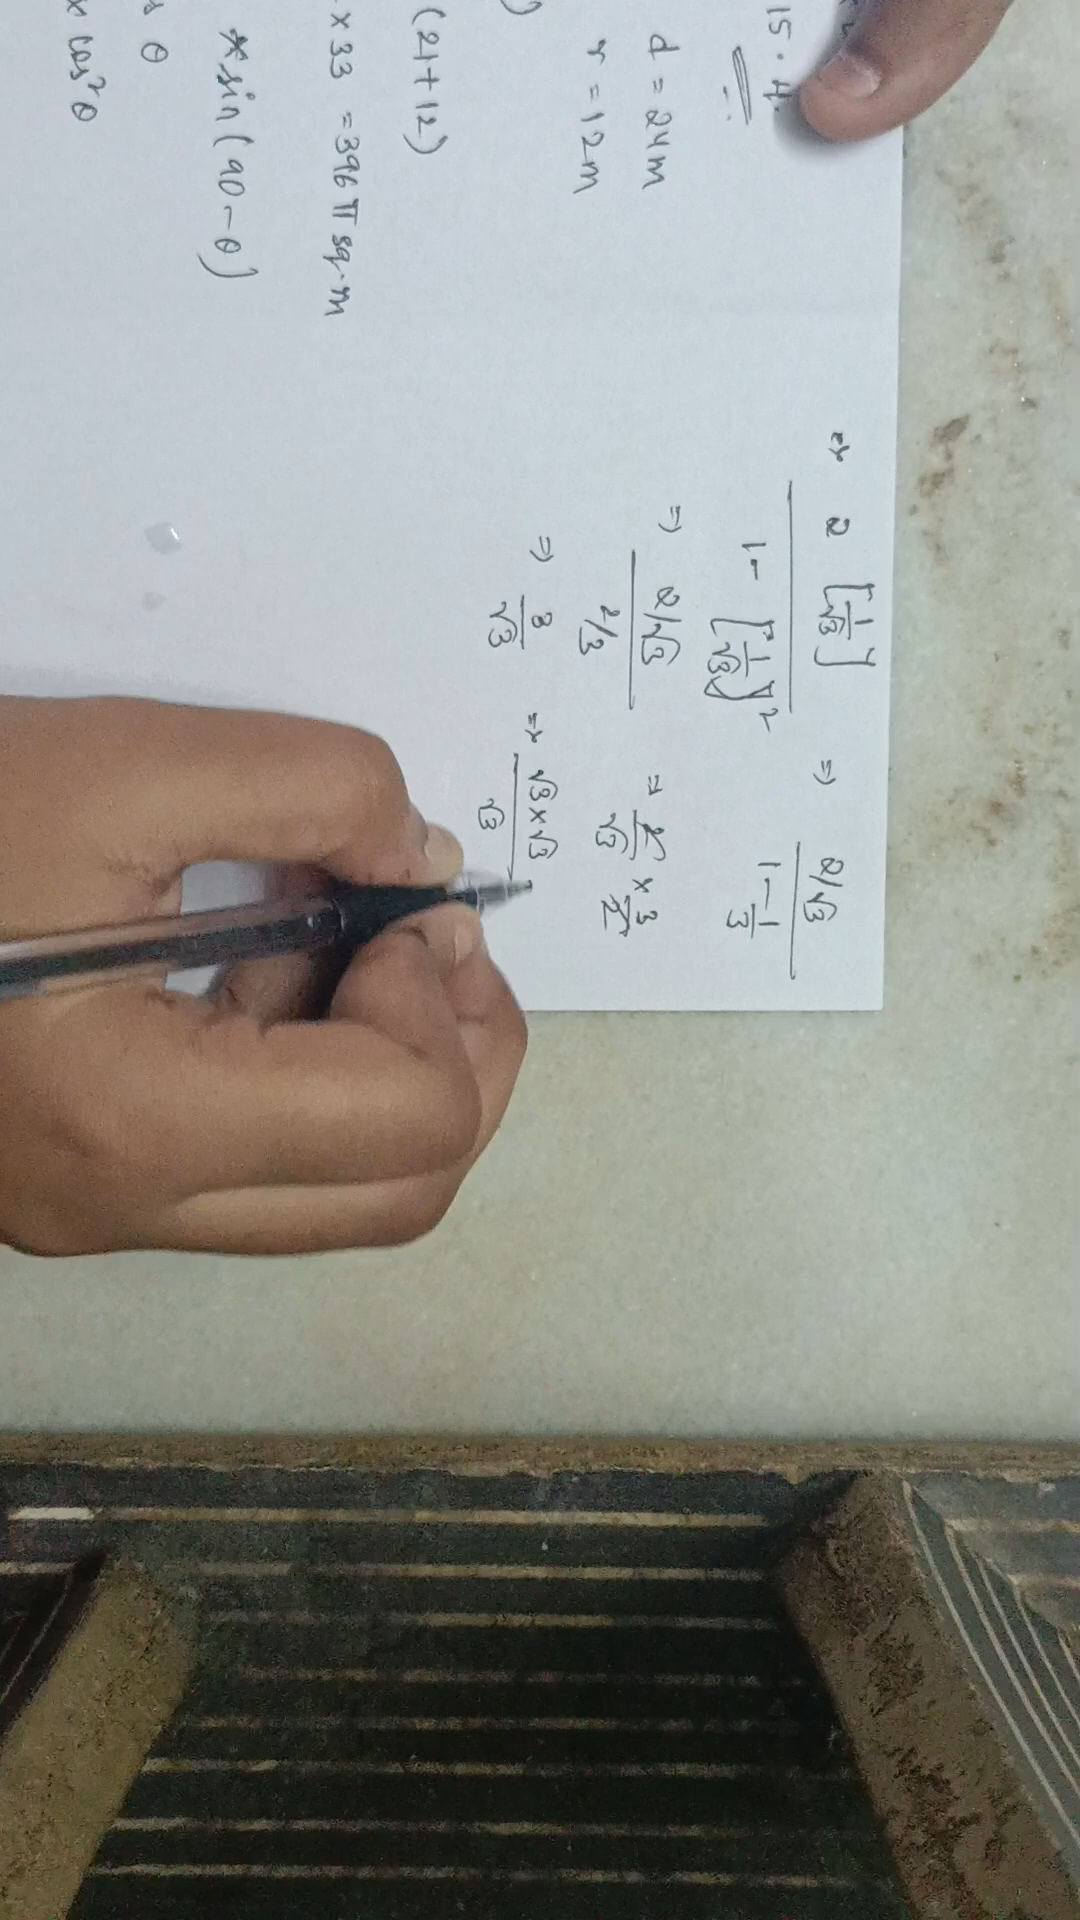 15.4
d = 24m
r = 12m
(21+12)
× 33 = 396 π sq.m
* sin(90-θ)
θ
× cos²θ
⇒ 2 [1/√3] / 1 - [1/√3]² ⇒ 2/√3 / 1 - 1/3
⇒ 2/√3 / 2/3 = 2/√3 × 3/2
⇒ 3/√3 ⇒ √3×√3 / √3